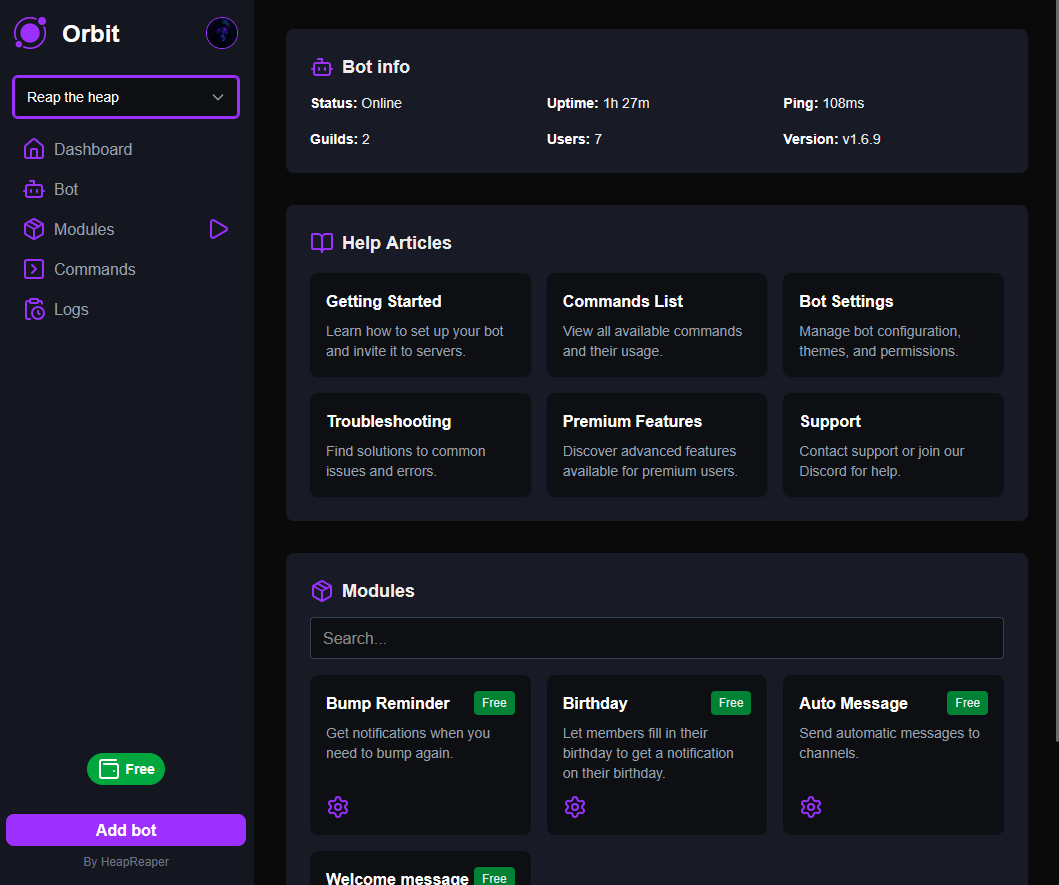 Orbit
Reap the heap
Dashboard
Bot
Modules
Commands
Logs
Free
Add bot
By HeapReaper
Bot info
Status: Online
Uptime: 1h 27m
Ping: 108ms
Guilds: 2
Users: 7
Version: v1.6.9
Help Articles
Getting Started
Learn how to set up your bot
and invite it to servers.
Commands List
View all available commands
and their usage.
Bot Settings
Manage bot configuration,
themes, and permissions.
Troubleshooting
Find solutions to common
issues and errors.
Premium Features
Discover advanced features
available for premium users.
Support
Contact support or join our
Discord for help.
Modules
Search...
Bump Reminder
Free
Get notifications when you
need to bump again.
Birthday
Free
Let members fill in their
birthday to get a notification
on their birthday.
Auto Message
Free
Send automatic messages to
channels.
Welcome message
Free